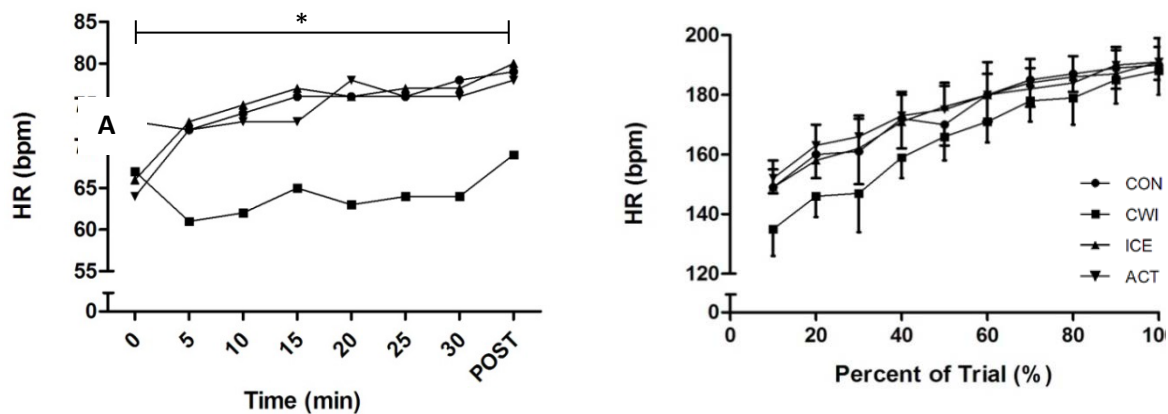 *
85
80
A
65
60
55
0
HR (bpm)
0 5 10 15 20 25 30 POST
Time (min)
200
180
160
140
120
0
HR (bpm)
0 20 40 60 80
Percent of Trial (%)
CON
CWI
ICE
ACT